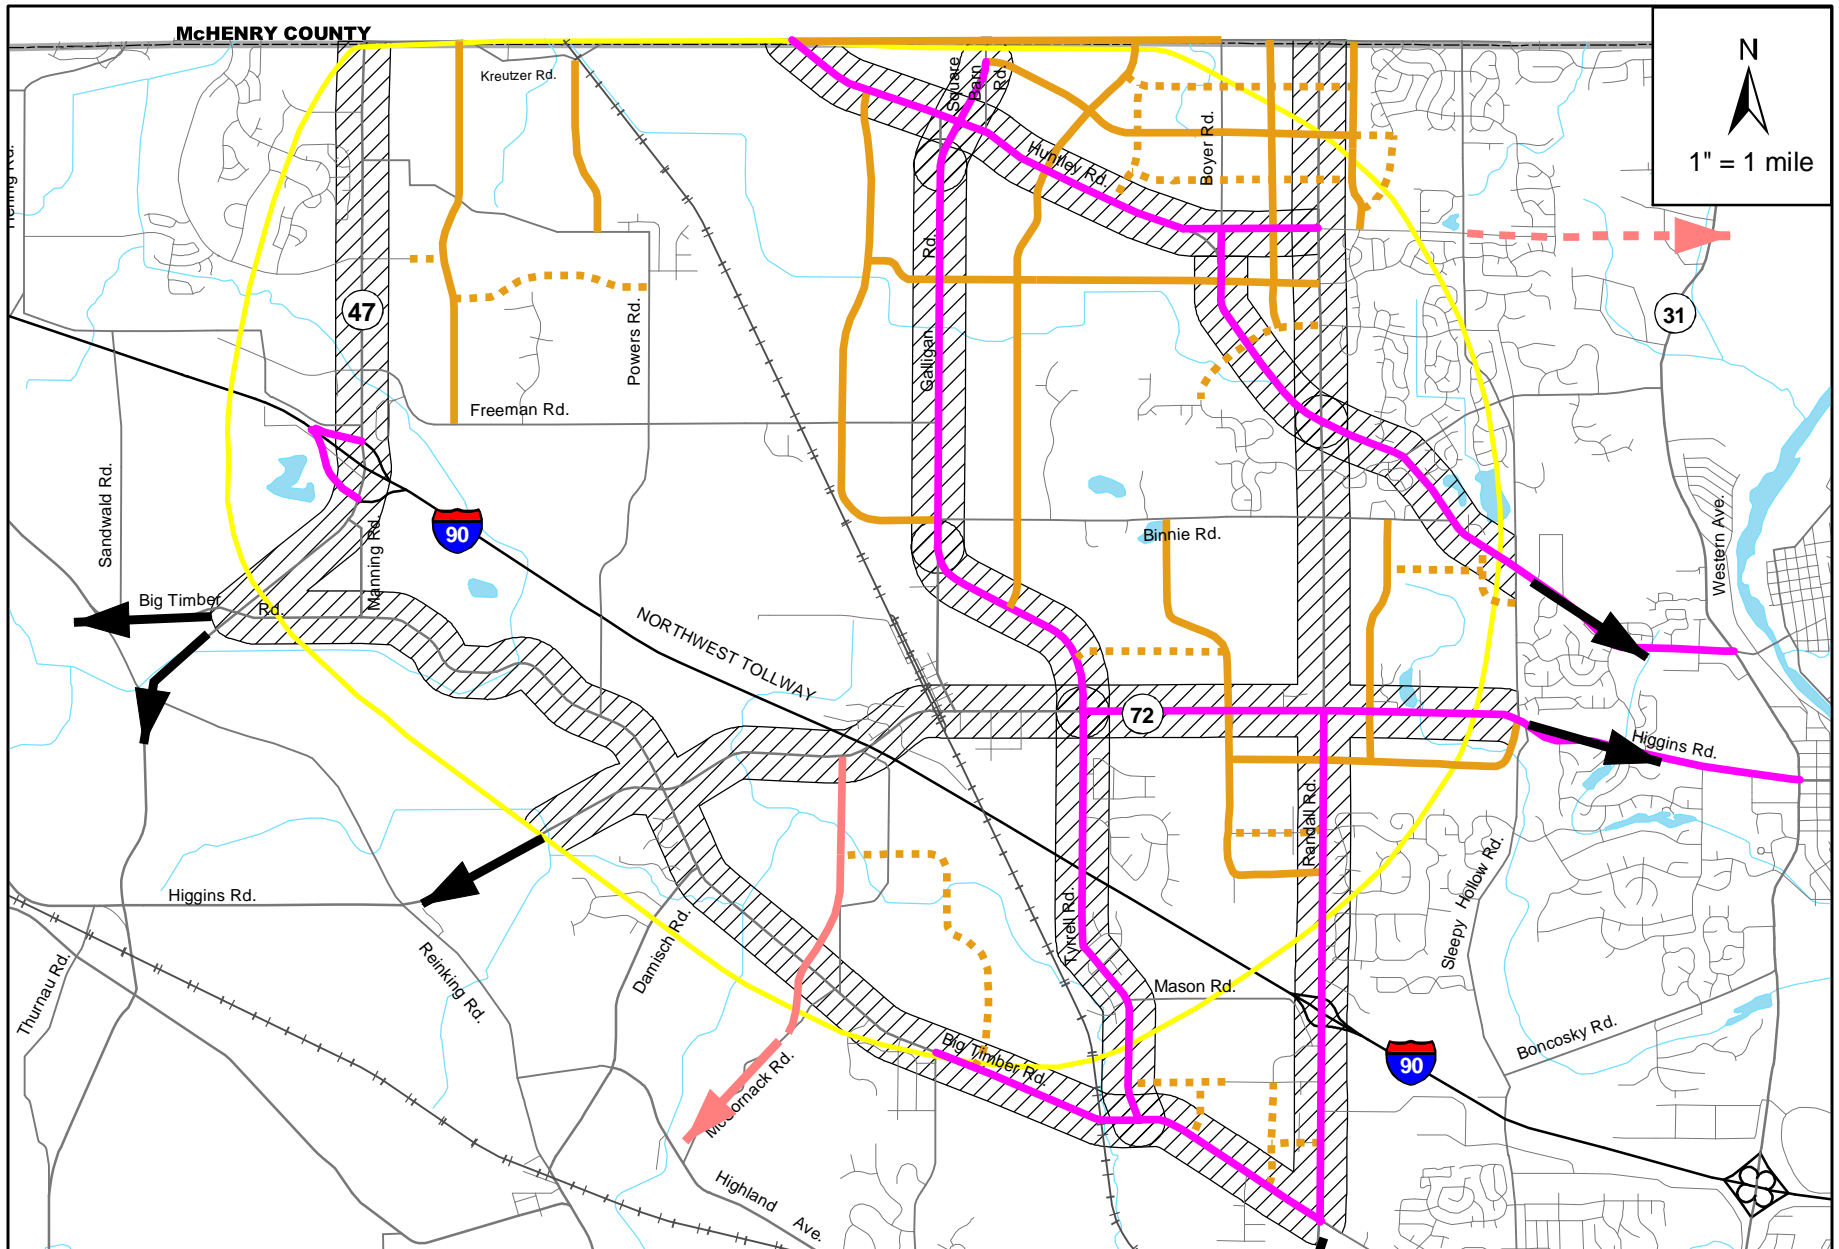 McHENRY COUNTY
N
1" = 1 mile
Kreutzer Rd.
Square
Barn
Rd.
Boyer Rd.
Huntley Rd.
Rd.
Galligan
47
31
Powers Rd.
Freeman Rd.
Sandwald Rd.
Manning Rd.
90
Binnie Rd.
Western Ave.
Big Timber
Rd.
NORTHWEST TOLLWAY
72
Higgins Rd.
Randall Rd.
Sleepy Hollow Rd.
Higgins Rd.
Tyrrell Rd.
Damisch Rd.
Reinking Rd.
Thurnau Rd.
Mason Rd.
Boncosky Rd.
Big Timber Rd.
90
McCornack Rd.
Highland Ave.